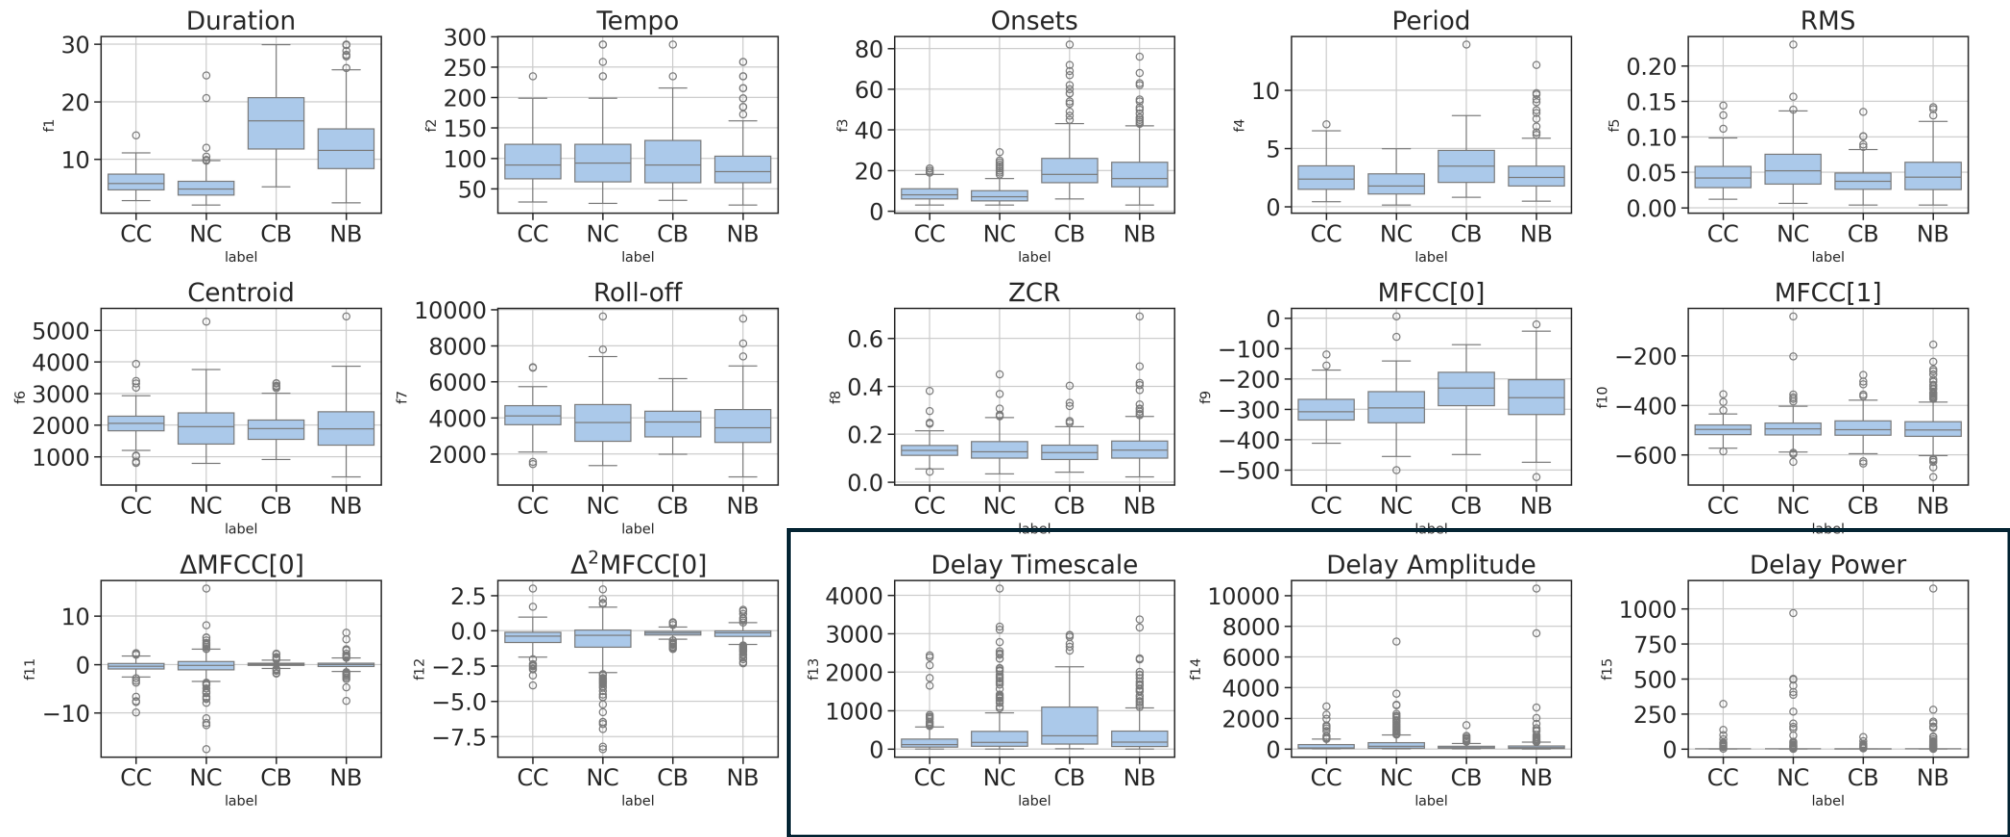 Duration Tempo Onsets Period RMS
30
20
10
f1
CC NC CB NB
label
300
250
200
150
100
50
f2
CC NC CB NB
label
80
60
40
20
0
f3
CC NC CB NB
label
10
5
0
f4
CC NC CB NB
label
0.20
0.15
0.10
0.05
0.00
f5
CC NC CB NB
label
Centroid Roll-off ZCR MFCC[0] MFCC[1]
5000
4000
3000
2000
1000
f6
CC NC CB NB
label
10000
8000
6000
4000
2000
f7
CC NC CB NB
label
0.6
0.4
0.2
0.0
f8
CC NC CB NB
label
0
−100
−200
−300
−400
−500
f9
CC NC CB NB
label
−200
−400
−600
f10
CC NC CB NB
label
ΔMFCC[0] Δ²MFCC[0] Delay Timescale Delay Amplitude Delay Power
10
0
−10
f11
CC NC CB NB
label
2.5
0.0
−2.5
−5.0
−7.5
f12
CC NC CB NB
label
4000
3000
2000
1000
0
f13
CC NC CB NB
label
10000
8000
6000
4000
2000
0
f14
CC NC CB NB
label
1000
750
500
250
0
f15
CC NC CB NB
label